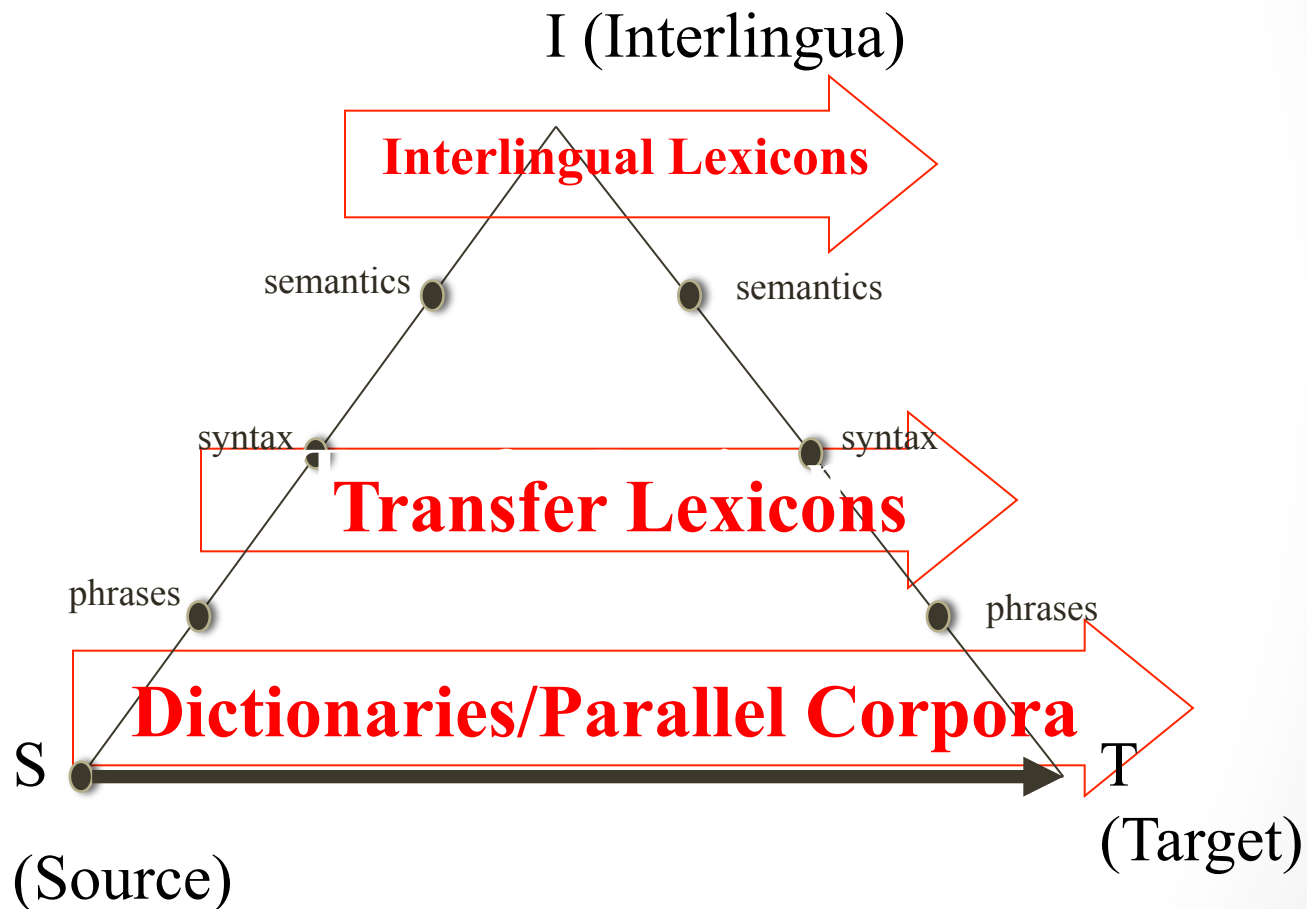 I (Interlingua)
Interlingual Lexicons
semantics
semantics
syntax
syntax
Transfer Lexicons
phrases
phrases
Dictionaries/Parallel Corpora
S
T
(Target)
(Source)